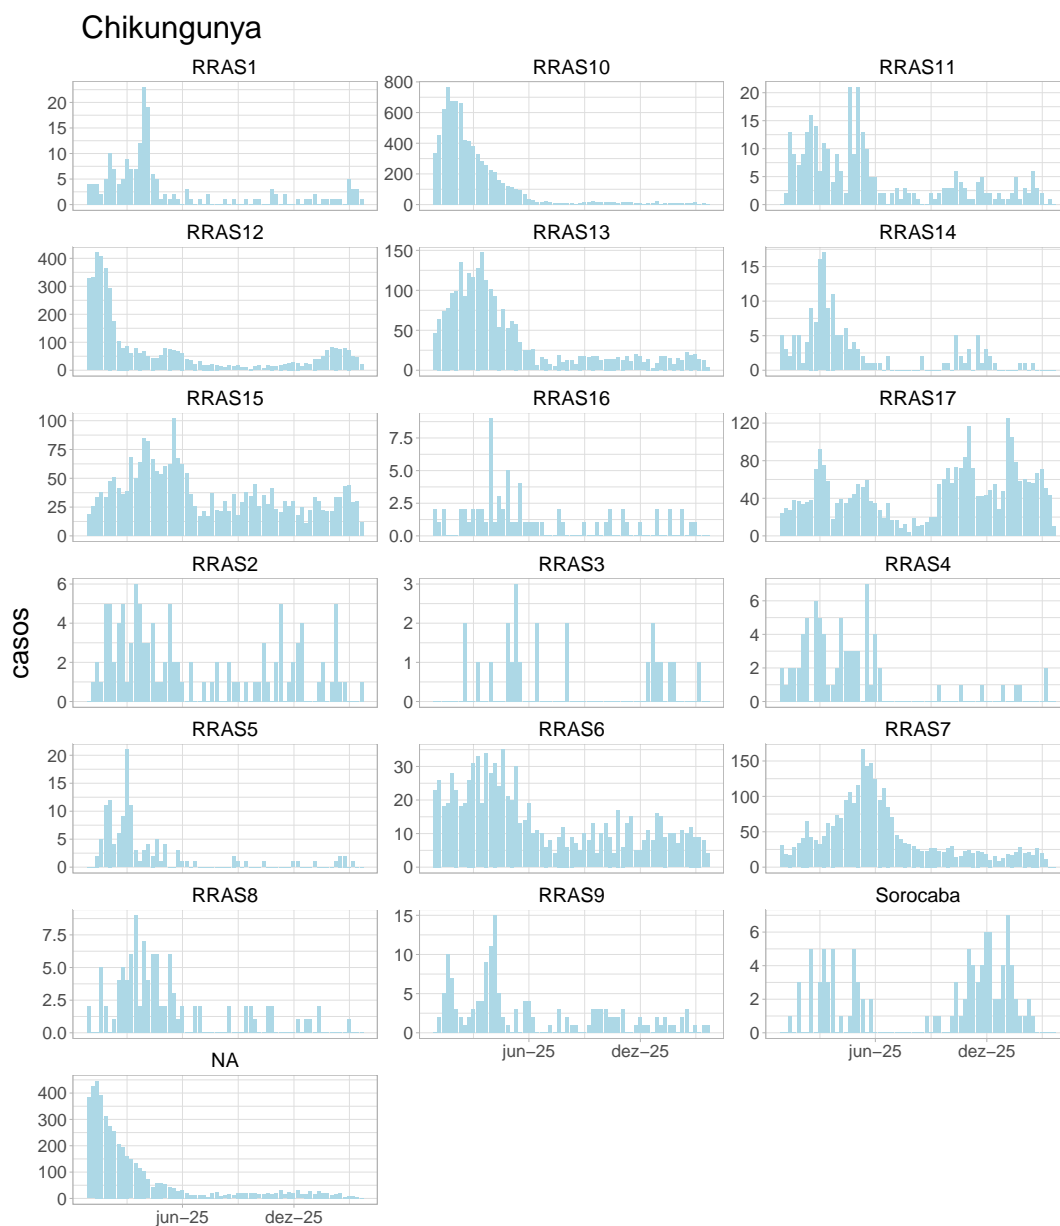 Chikungunya
RRAS1 RRAS10 RRAS11
20 15 10 5 0
800 600 400 200 0
20 15 10 5 0
RRAS12 RRAS13 RRAS14
400 300 200 100 0
150 100 50 0
15 10 5 0
RRAS15 RRAS16 RRAS17
100 75 50 25 0
7.5 5.0 2.5 0.0
120 80 40 0
RRAS2 RRAS3 RRAS4
6 4 2 0
3 2 1 0
6 4 2 0
casos
RRAS5 RRAS6 RRAS7
20 15 10 5 0
30 20 10 0
150 100 50 0
RRAS8 RRAS9 Sorocaba
7.5 5.0 2.5 0.0
15 10 5 0
6 4 2 0
jun−25 dez−25 jun−25 dez−25
NA
400 300 200 100 0
jun−25 dez−25